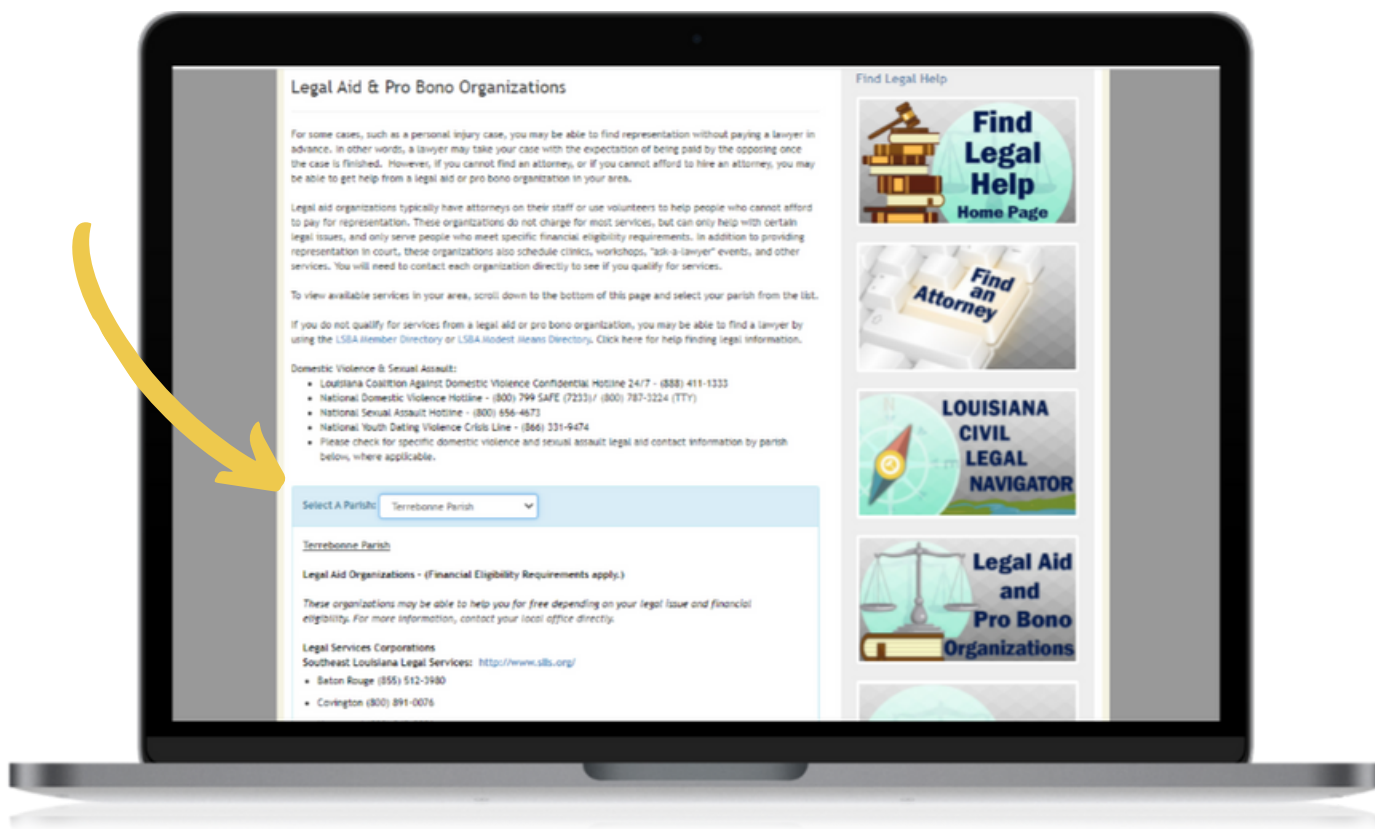 Legal Aid & Pro Bono Organizations
For some cases, such as a personal injury case, you may be able to find representation without paying a lawyer in
advance. In other words, a lawyer may take your case with the expectation of being paid by the opposing once
the case is finished. However, if you cannot find an attorney, or if you cannot afford to hire an attorney, you may
be able to get help from a legal aid or pro bono organization in your area.
Legal aid organizations typically have attorneys on their staff or use volunteers to help people who cannot afford
to pay for representation. These organizations do not charge for most services, but can only help with certain
legal issues, and only serve people who meet specific financial eligibility requirements. In addition to providing
representation in court, these organizations also schedule clinics, workshops, "ask-a-lawyer" events, and other
services. You will need to contact each organization directly to see if you qualify for services.
To view available services in your area, scroll down to the bottom of this page and select your parish from the list.
If you do not qualify for services from a legal aid or pro bono organization, you may be able to find a lawyer by
using the LSBA Member Directory or LSBA Modest Means Directory. Click here for help finding legal information.
Domestic Violence & Sexual Assault:
• Louisiana Coalition Against Domestic Violence Confidential Hotline 24/7 - (888) 411-1333
• National Domestic Violence Hotline - (800) 799 SAFE (7233)/ (800) 787-3224 (TTY)
• National Sexual Assault Hotline - (800) 656-4673
• National Youth Dating Violence Crisis Line - (866) 331-9474
• Please check for specific domestic violence and sexual assault legal aid contact information by parish
below, where applicable.
Select A Parish: Terrebonne Parish
Terrebonne Parish
Legal Aid Organizations - (Financial Eligibility Requirements apply.)
These organizations may be able to help you for free depending on your legal issue and financial
eligibility. For more information, contact your local office directly.
Legal Services Corporations
Southeast Louisiana Legal Services: http://www.slls.org/
• Baton Rouge (855) 512-3980
• Covington (800) 891-0076
Find Legal Help
Find
Legal
Help
Home Page
Find
an
Attorney
LOUISIANA
CIVIL
LEGAL
NAVIGATOR
Legal Aid
and
Pro Bono
Organizations